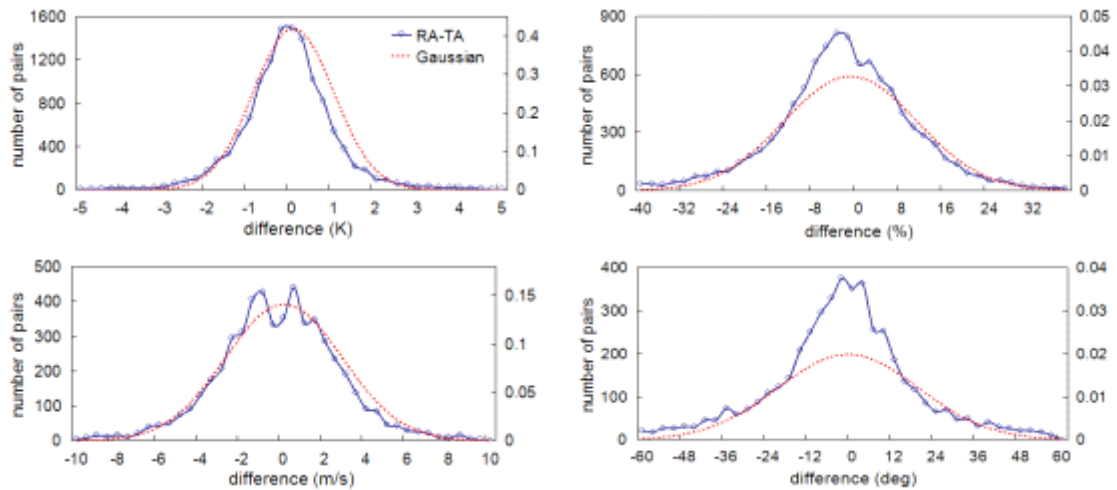 1600
1200
800
400
0
number of pairs
-5 -4 -3 -2 -1 0 1 2 3 4 5
difference (K)
0.4
0.3
0.2
0.1
0
RA-TA
Gaussian
900
600
300
0
number of pairs
-40 -32 -24 -16 -8 0 8 16 24 32
difference (%)
0.05
0.04
0.03
0.02
0.01
0
500
400
300
200
100
0
number of pairs
-10 -8 -6 -4 -2 0 2 4 6 8 10
difference (m/s)
0.15
0.1
0.05
0
400
300
200
100
0
number of pairs
-60 -48 -36 -24 -12 0 12 24 36 48 60
difference (deg)
0.04
0.03
0.02
0.01
0